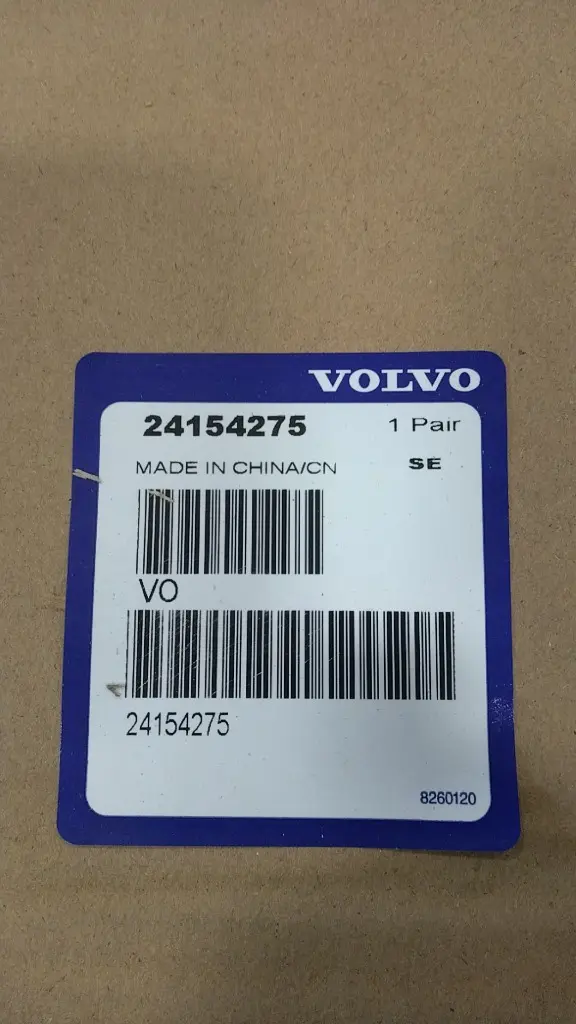 VOLVO
24154275 1 Pair
MADE IN CHINA/CN SE
VO
24154275
8260120